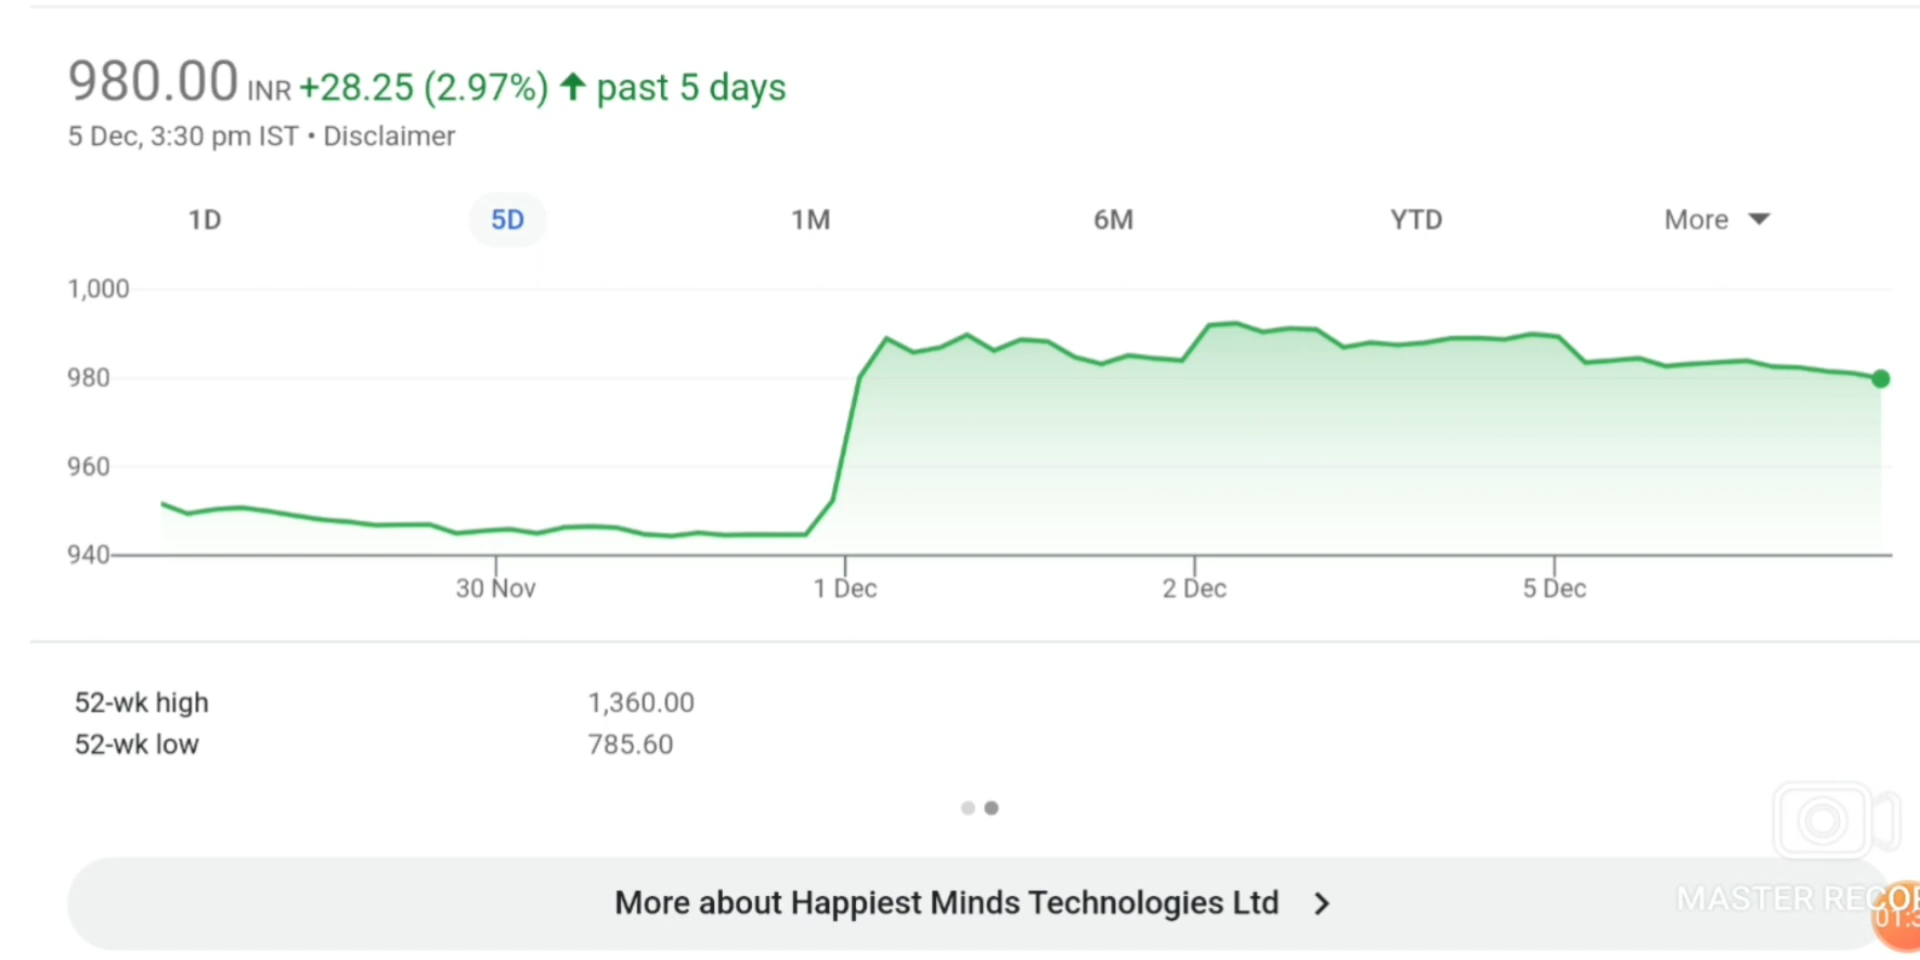 980.00 INR +28.25 (2.97%) ↑ past 5 days
5 Dec, 3:30 pm IST • Disclaimer
1D 5D 1M 6M YTD More
1,000
980
960
940
30 Nov 1 Dec 2 Dec 5 Dec
52-wk high 1,360.00
52-wk low 785.60
More about Happiest Minds Technologies Ltd >
MASTER